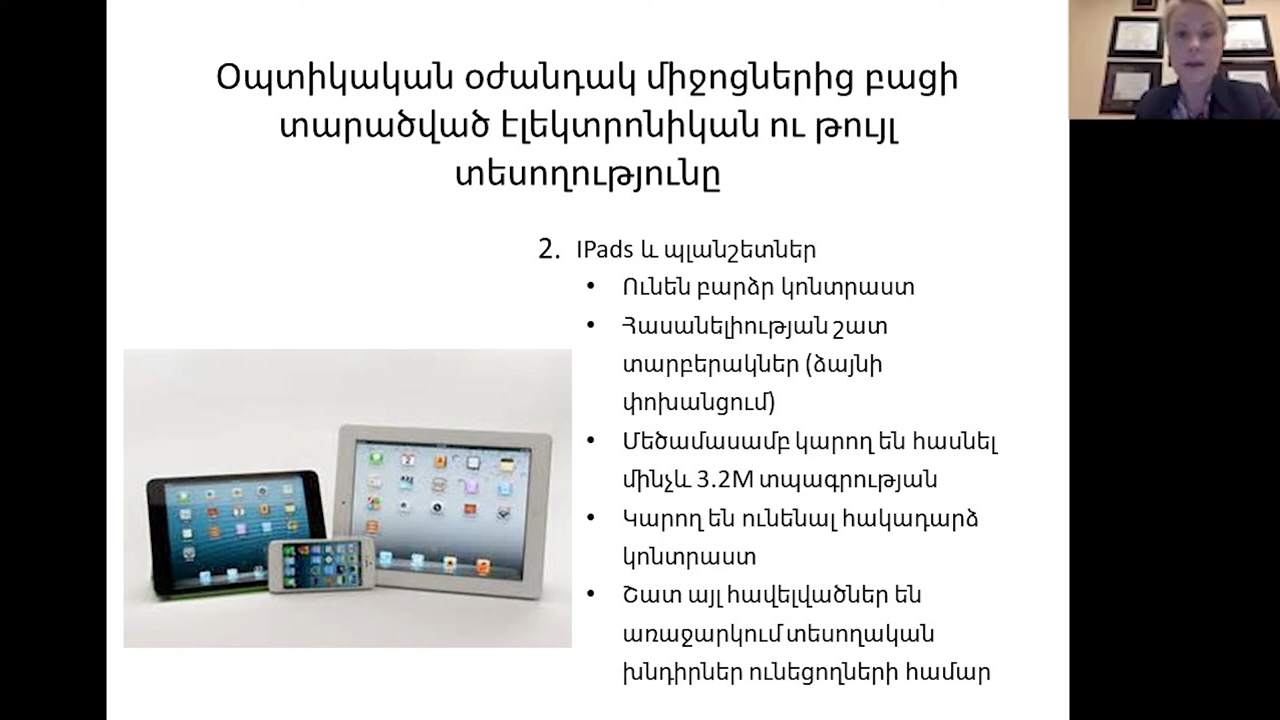 Օպտիկական օժանդակ միջոցներից բացի
տարածված էլեկտրոնիկան ու թույլ
տեսողությունը
2. IPads և պլանշետներ
• Ունեն բարձր կոնտրաստ
• Հասանելիության շատ
տարբերակներ (ձայնի
փոխանցում)
• Մեծամասամբ կարող են հասնել
մինչև 3.2M տպագրության
• Կարող են ունենալ հակադարձ
կոնտրաստ
• Շատ այլ հավելվածներ են
առաջարկում տեսողական
խնդիրներ ունեցողների համար